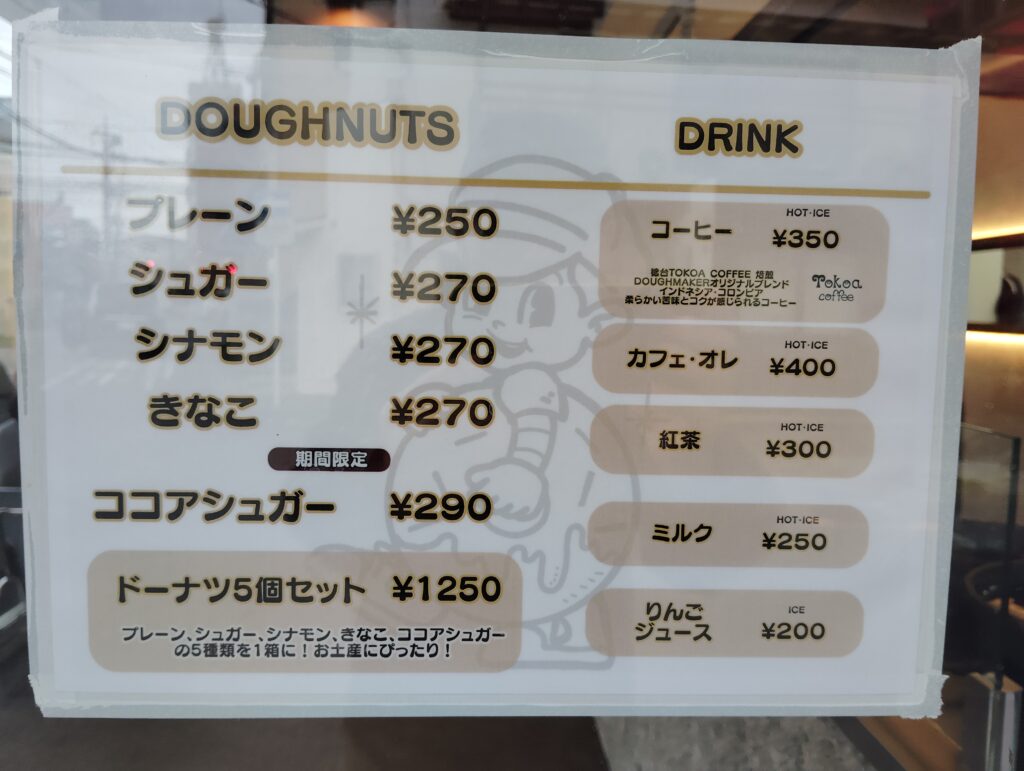 DOUGHNUTS
プレーン ¥250
シュガー ¥270
シナモン ¥270
きなこ ¥270
期間限定
ココアシュガー ¥290
ドーナツ5個セット ¥1250
プレーン、シュガー、シナモン、きなこ、ココアシュガー
の5種類を1箱に！お土産にぴったり！
DRINK
HOT・ICE
コーヒー ¥350
TOKOA COFFEE 焙煎
DOUGHMAKERオリジナルブレンド
インドネシア・コロンビア
柔らかい苦味とコクが感じられるコーヒー
Tokoa
coffee
HOT・ICE
カフェ・オレ ¥400
HOT・ICE
紅茶 ¥300
HOT・ICE
ミルク ¥250
ICE
りんご
ジュース ¥200